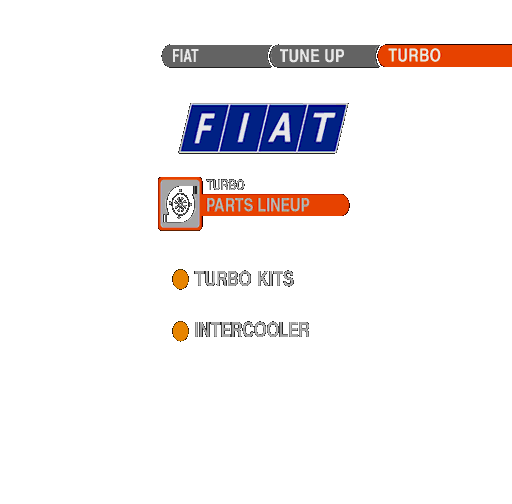 FIAT TUNE UP TURBO
FIAT
TURBO
PARTS LINEUP
TURBO KITS
INTERCOOLER